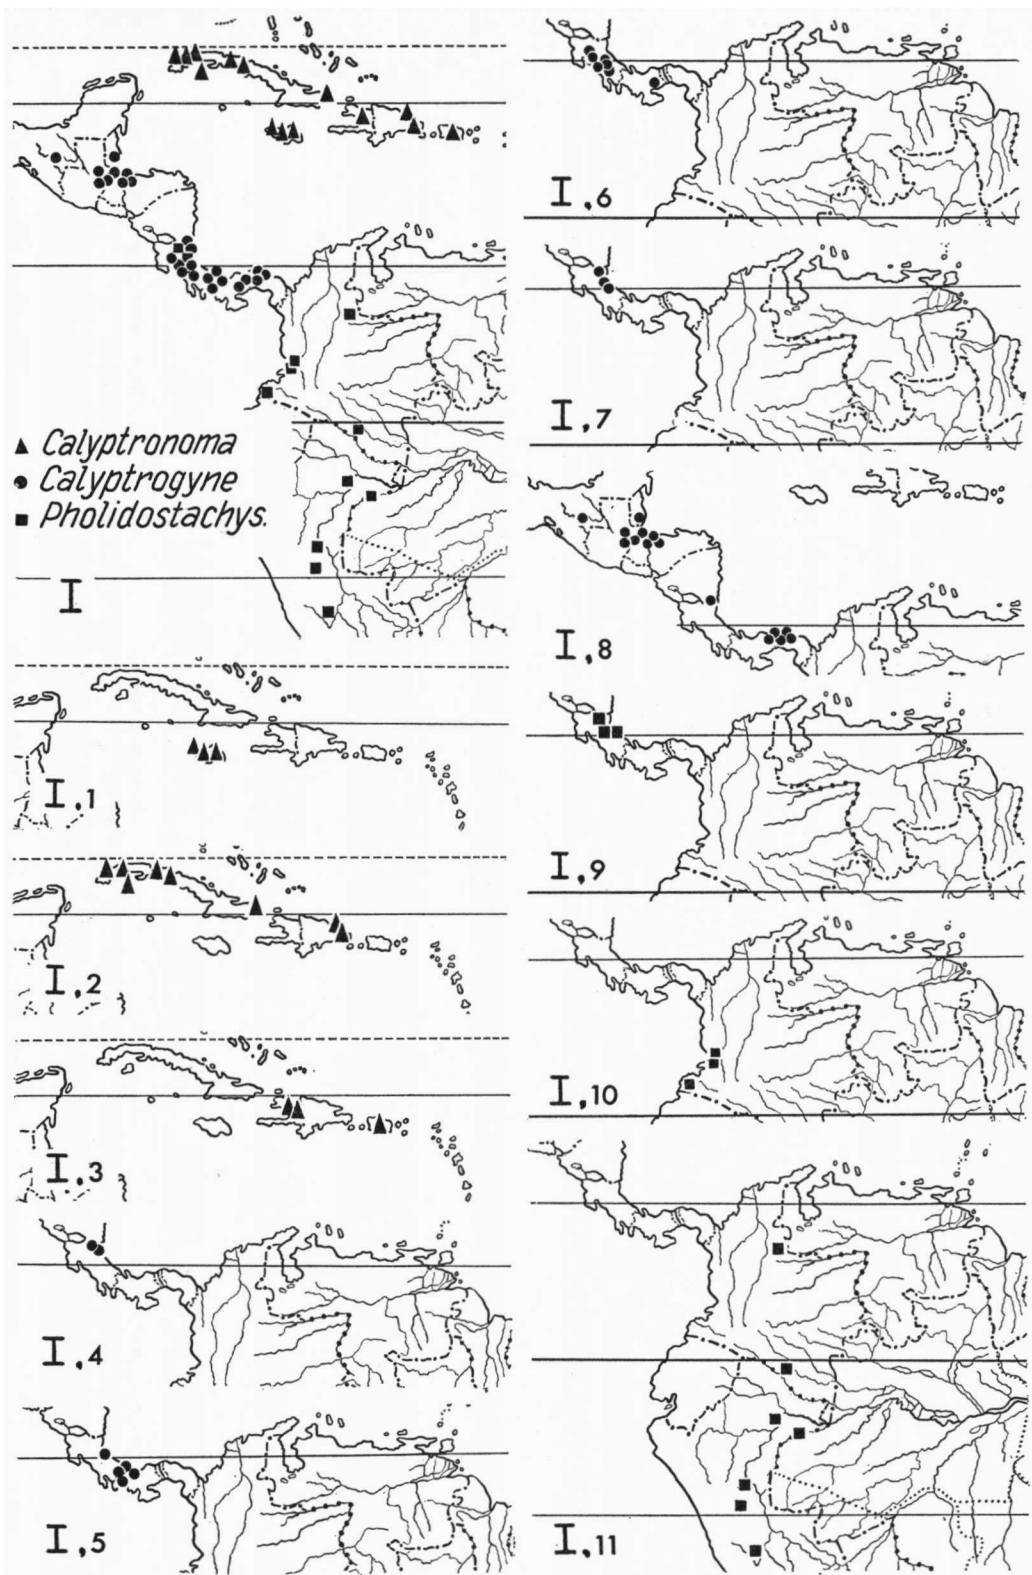 ▲ Calyptronoma
● Calyptrogyne
■ Pholidostachys.
I
I,1
I,2
I,3
I,4
I,5
I,6
I,7
I,8
I,9
I,10
I,11